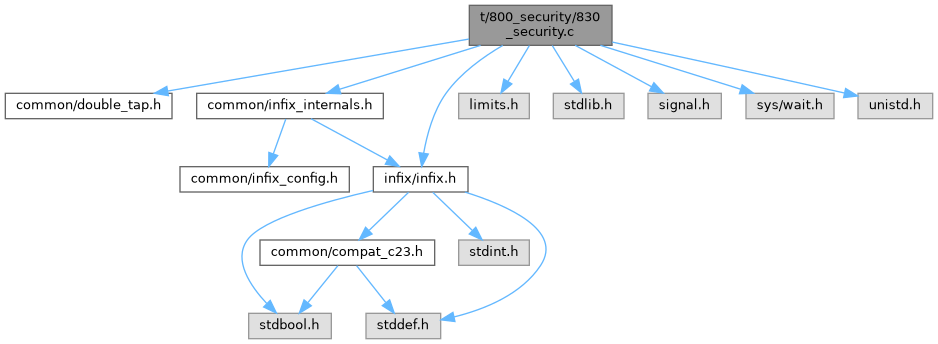 t/800_security/830
_security.c
common/double_tap.h
common/infix_internals.h
limits.h
stdlib.h
signal.h
sys/wait.h
unistd.h
common/infix_config.h
infix/infix.h
common/compat_c23.h
stdint.h
stdbool.h
stddef.h